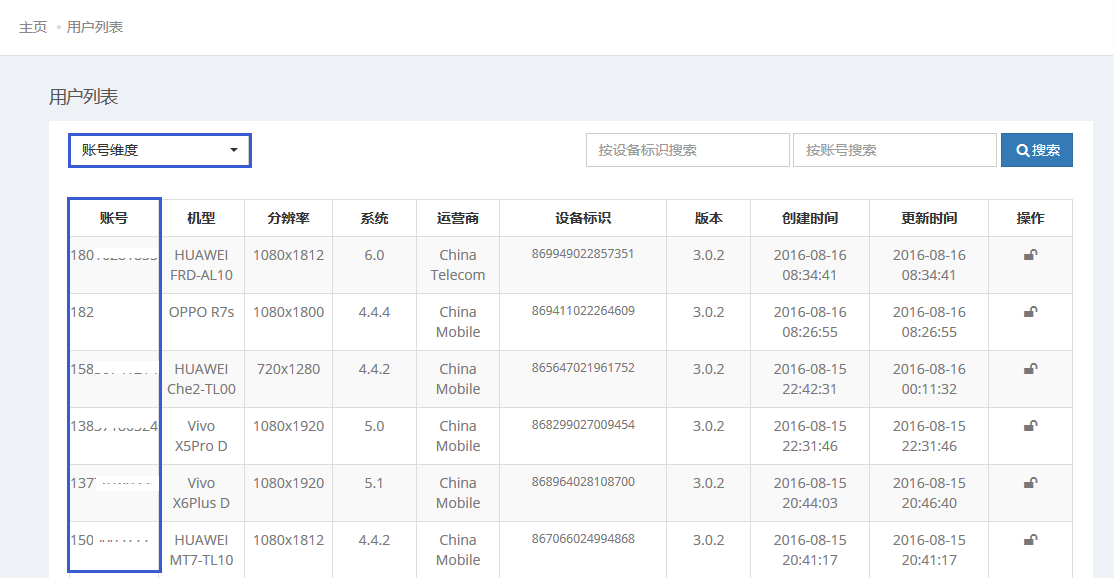 主页 用户列表
用户列表
账号维度 按设备标识搜索 按账号搜索 搜索
账号 机型 分辨率 系统 运营商 设备标识 版本 创建时间 更新时间 操作
180 HUAWEI FRD-AL10 1080x1812 6.0 China Telecom 869949022857351 3.0.2 2016-08-16 08:34:41 2016-08-16 08:34:41
182 OPPO R7s 1080x1800 4.4.4 China Mobile 869411022264609 3.0.2 2016-08-16 08:26:55 2016-08-16 08:26:55
158 HUAWEI Che2-TL00 720x1280 4.4.2 China Mobile 865647021961752 3.0.2 2016-08-15 22:42:31 2016-08-16 00:11:32
138 Vivo X5Pro D 1080x1920 5.0 China Mobile 868299027009454 3.0.2 2016-08-15 22:31:46 2016-08-15 22:31:46
137 Vivo X6Plus D 1080x1920 5.1 China Mobile 868964028108700 3.0.2 2016-08-15 20:44:03 2016-08-15 20:46:40
150 HUAWEI MT7-TL10 1080x1812 4.4.2 China Mobile 867066024994868 3.0.2 2016-08-15 20:41:17 2016-08-15 20:41:17